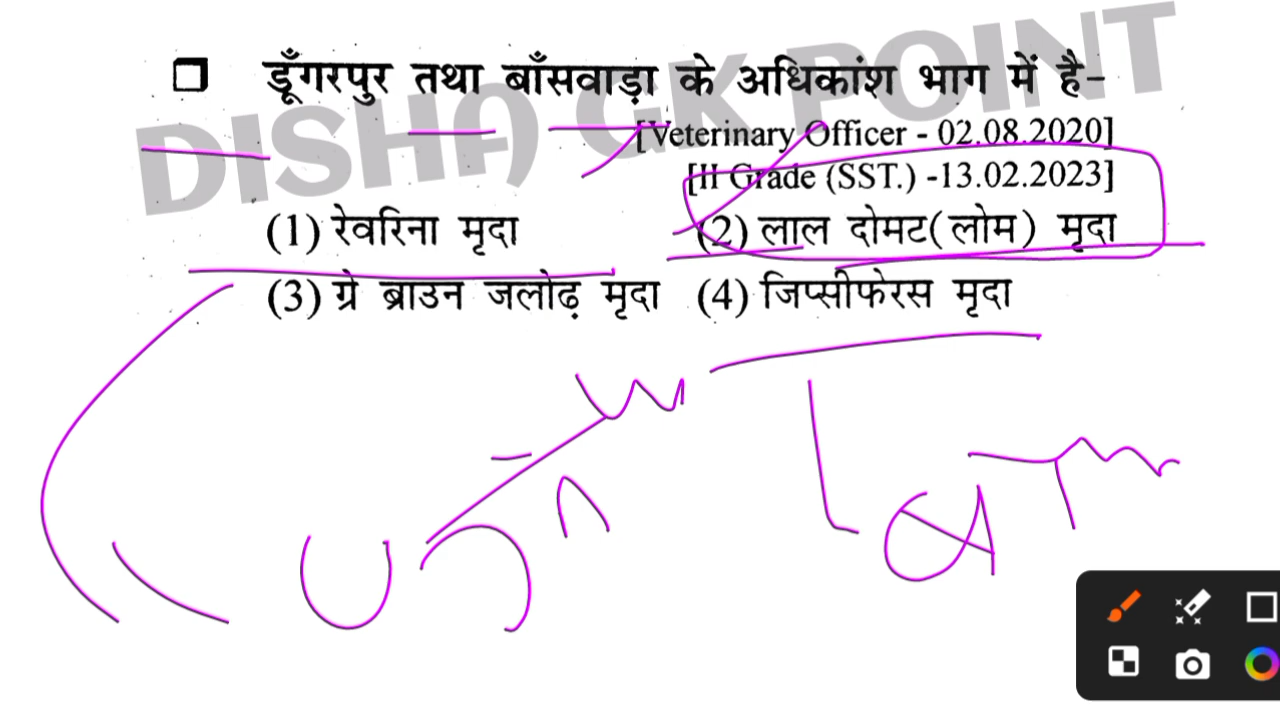 DISHA GK POINT
डूँगरपुर तथा बाँसवाड़ा के अधिकांश भाग में है-
[Veterinary Officer - 02.08.2020]
[II Grade (SST.) -13.02.2023]
(1) रेवरिना मृदा (2) लाल दोमट(लोम) मृदा
(3) ग्रे ब्राउन जलोढ़ मृदा (4) जिप्सीफेरस मृदा